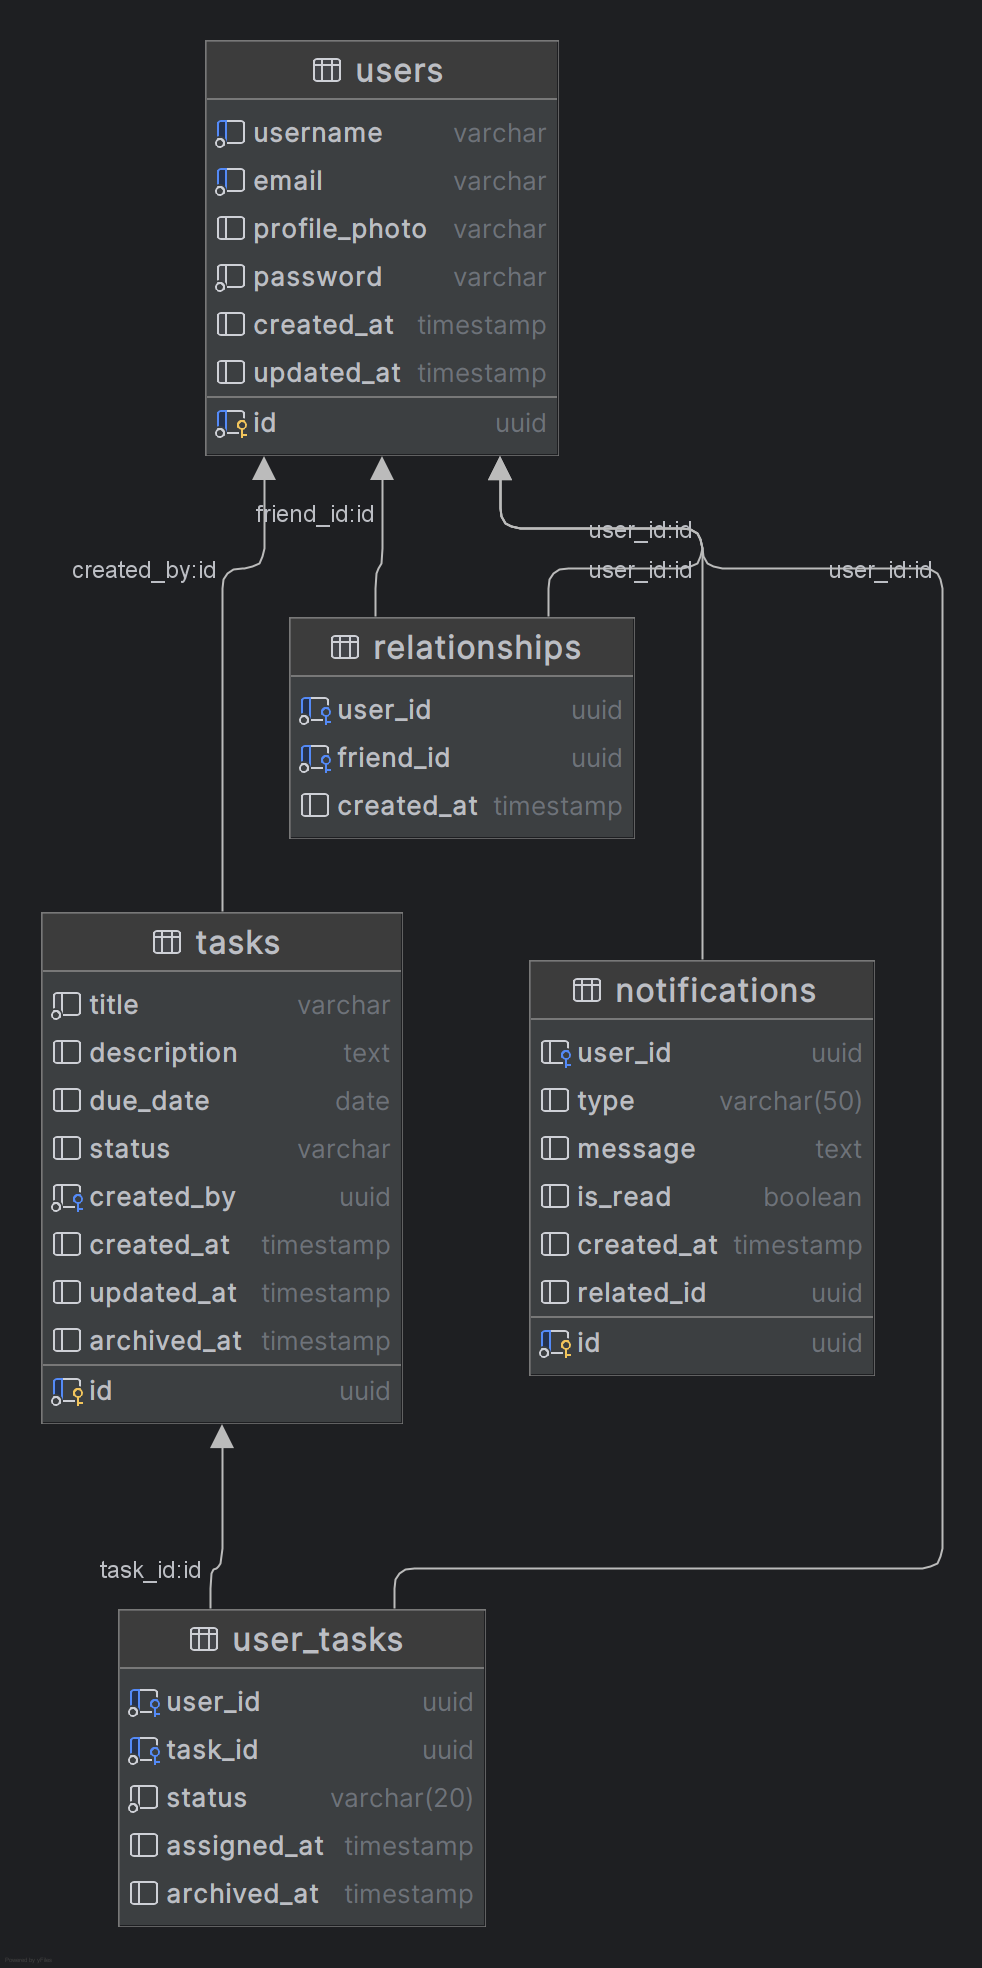 users
username varchar
email varchar
profile_photo varchar
password varchar
created_at timestamp
updated_at timestamp
id uuid
friend_id:id
user_id:id
created_by:id
user_id:id
user_id:id
relationships
user_id uuid
friend_id uuid
created_at timestamp
tasks
title varchar
description text
due_date date
status varchar
created_by uuid
created_at timestamp
updated_at timestamp
archived_at timestamp
id uuid
notifications
user_id uuid
type varchar(50)
message text
is_read boolean
created_at timestamp
related_id uuid
id uuid
task_id:id
user_tasks
user_id uuid
task_id uuid
status varchar(20)
assigned_at timestamp
archived_at timestamp
Powered by yFiles